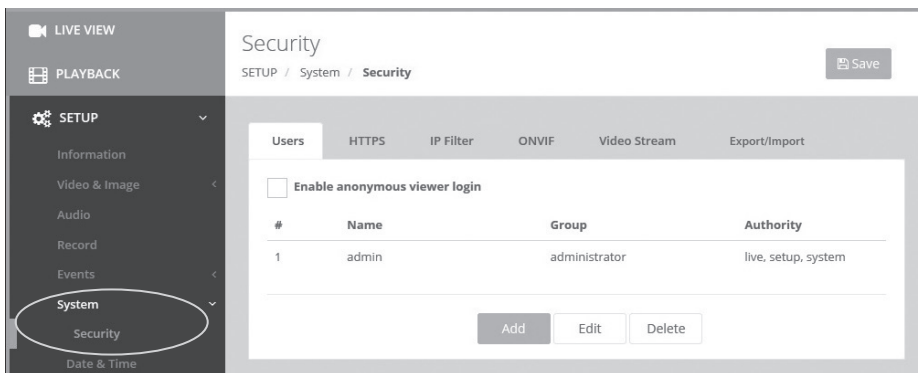 LIVE VIEW
PLAYBACK
SETUP
Information
Video & Image
Audio
Record
Events
System
Security
Date & Time
Security
SETUP / System / Security
Save
Users HTTPS IP Filter ONVIF Video Stream Export/Import
Enable anonymous viewer login
# Name Group Authority
1 admin administrator live, setup, system
Add Edit Delete